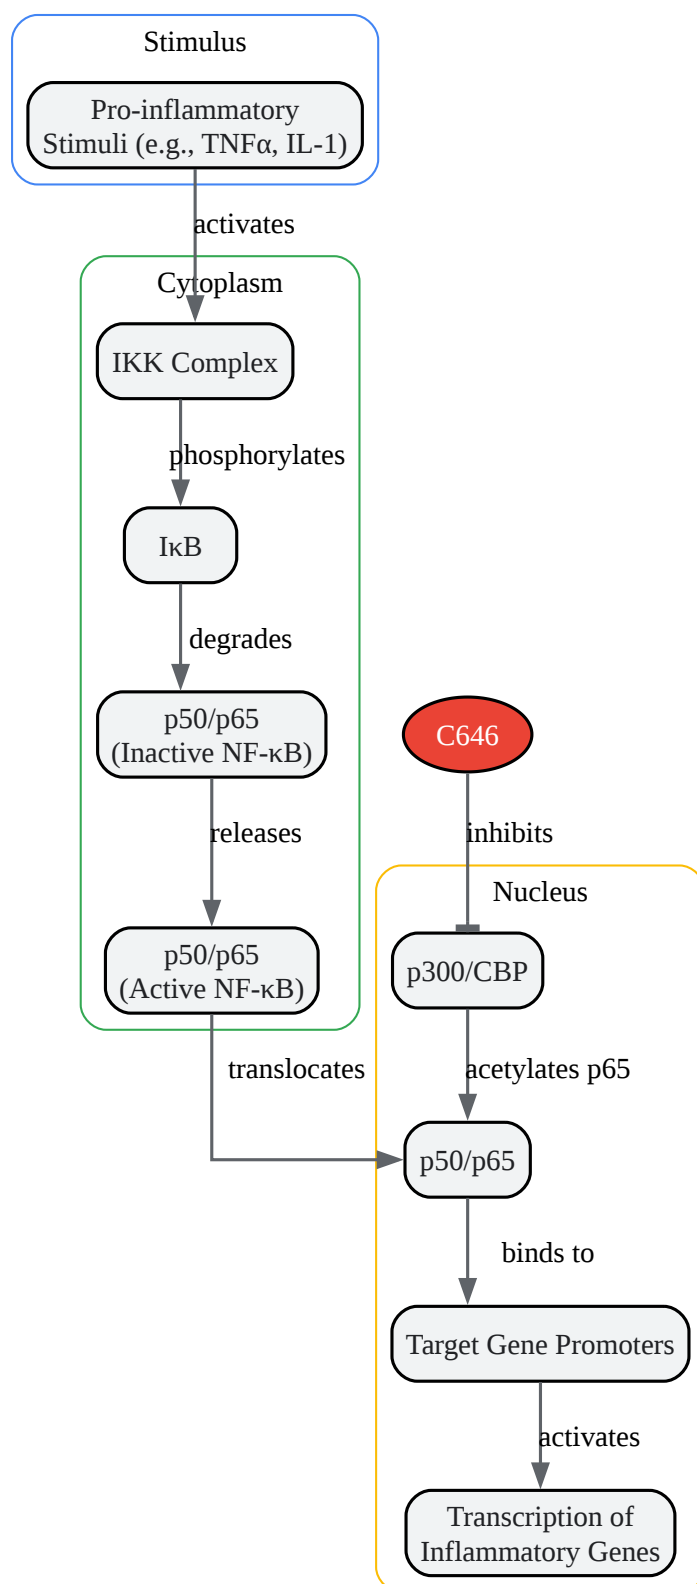 Stimulus
Pro-inflammatory
Stimuli (e.g., TNFα, IL-1)
activates
Cytoplasm
IKK Complex
phosphorylates
IκB
degrades
p50/p65
(Inactive NF-κB)
C646
releases
inhibits
Nucleus
p50/p65
(Active NF-κB)
p300/CBP
translocates
acetylates p65
p50/p65
binds to
Target Gene Promoters
activates
Transcription of
Inflammatory Genes